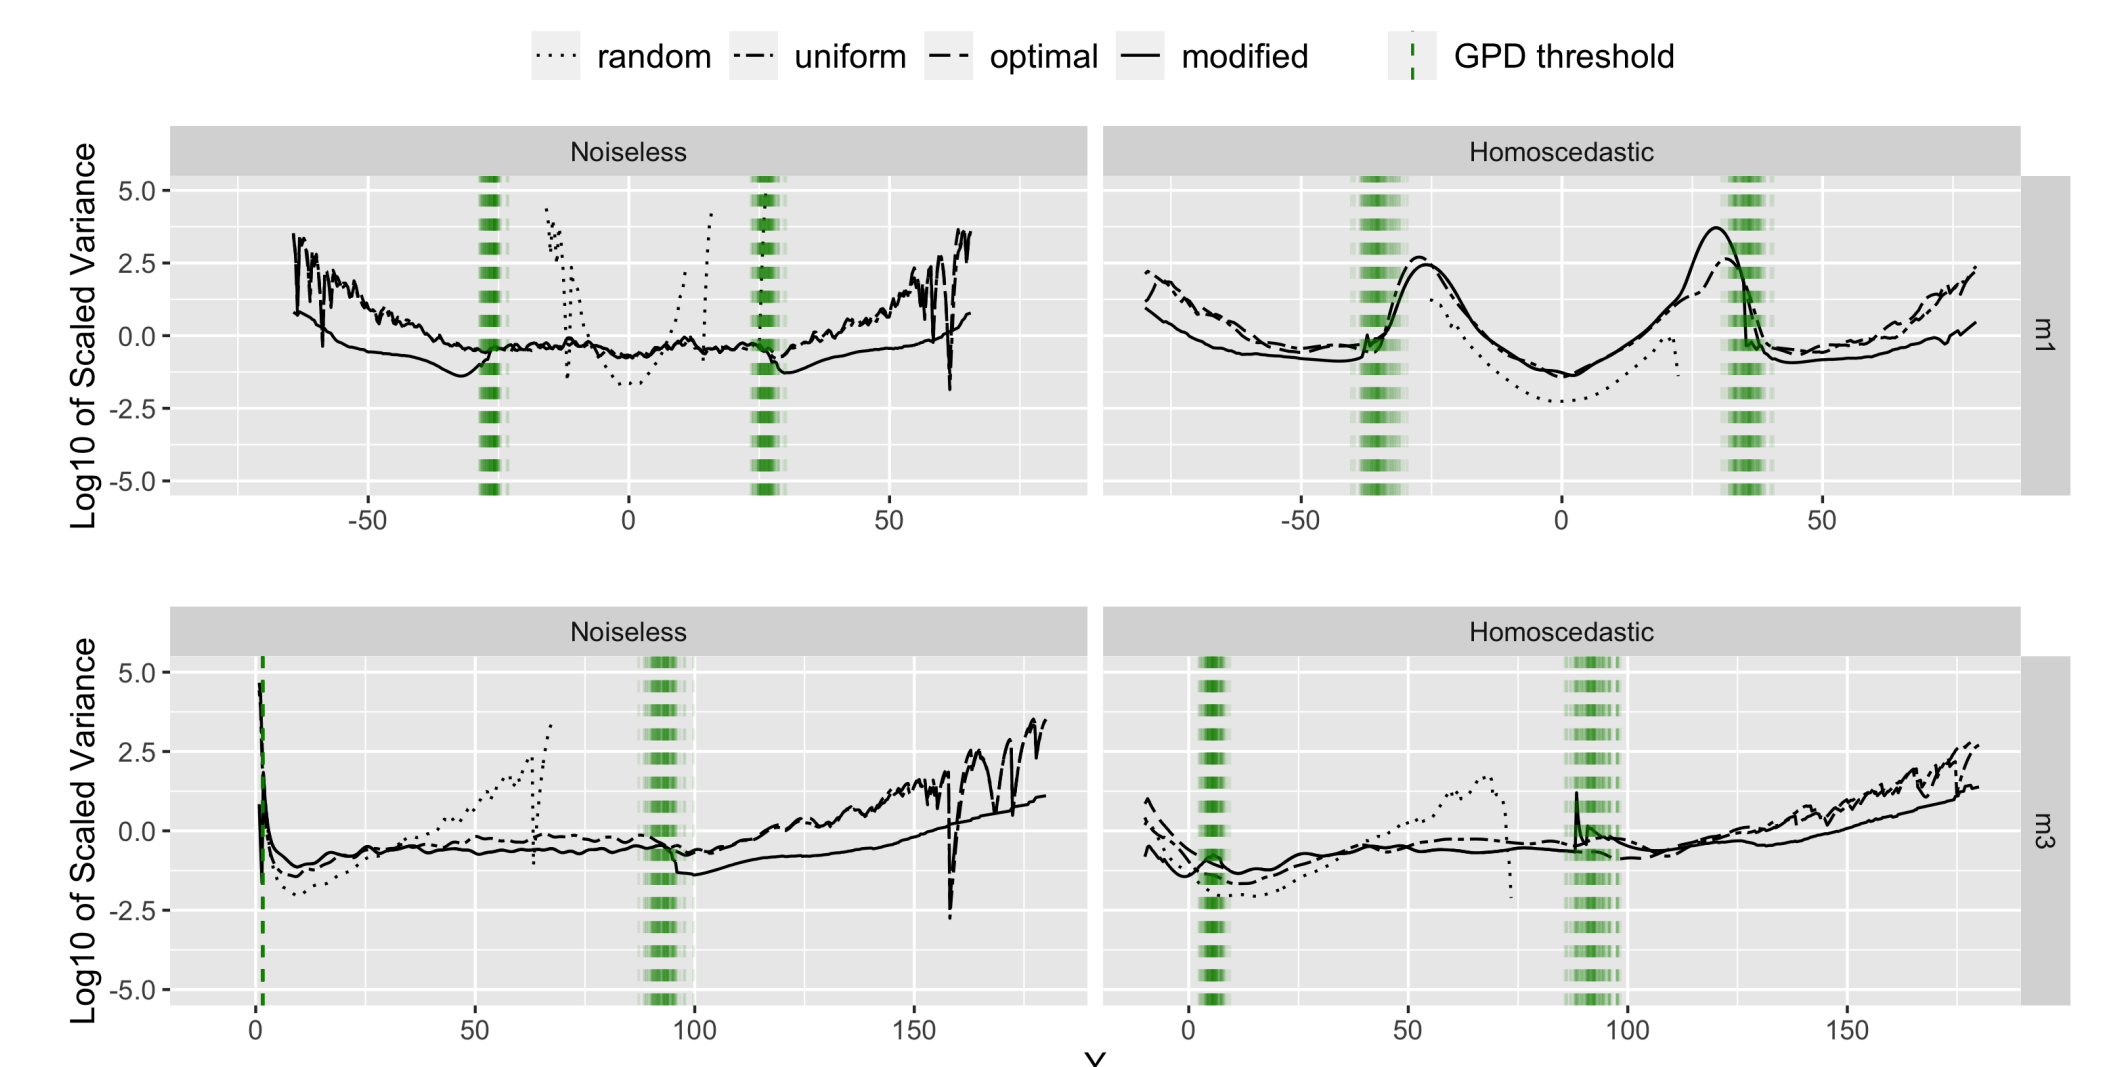 random uniform optimal modified GPD threshold
Noiseless Homoscedastic
Log10 of Scaled Variance
5.0
2.5
0.0
-2.5
-5.0
m1
-50 0 50 -50 0 50
Noiseless Homoscedastic
Log10 of Scaled Variance
5.0
2.5
0.0
-2.5
-5.0
m3
0 50 100 150 0 50 100 150